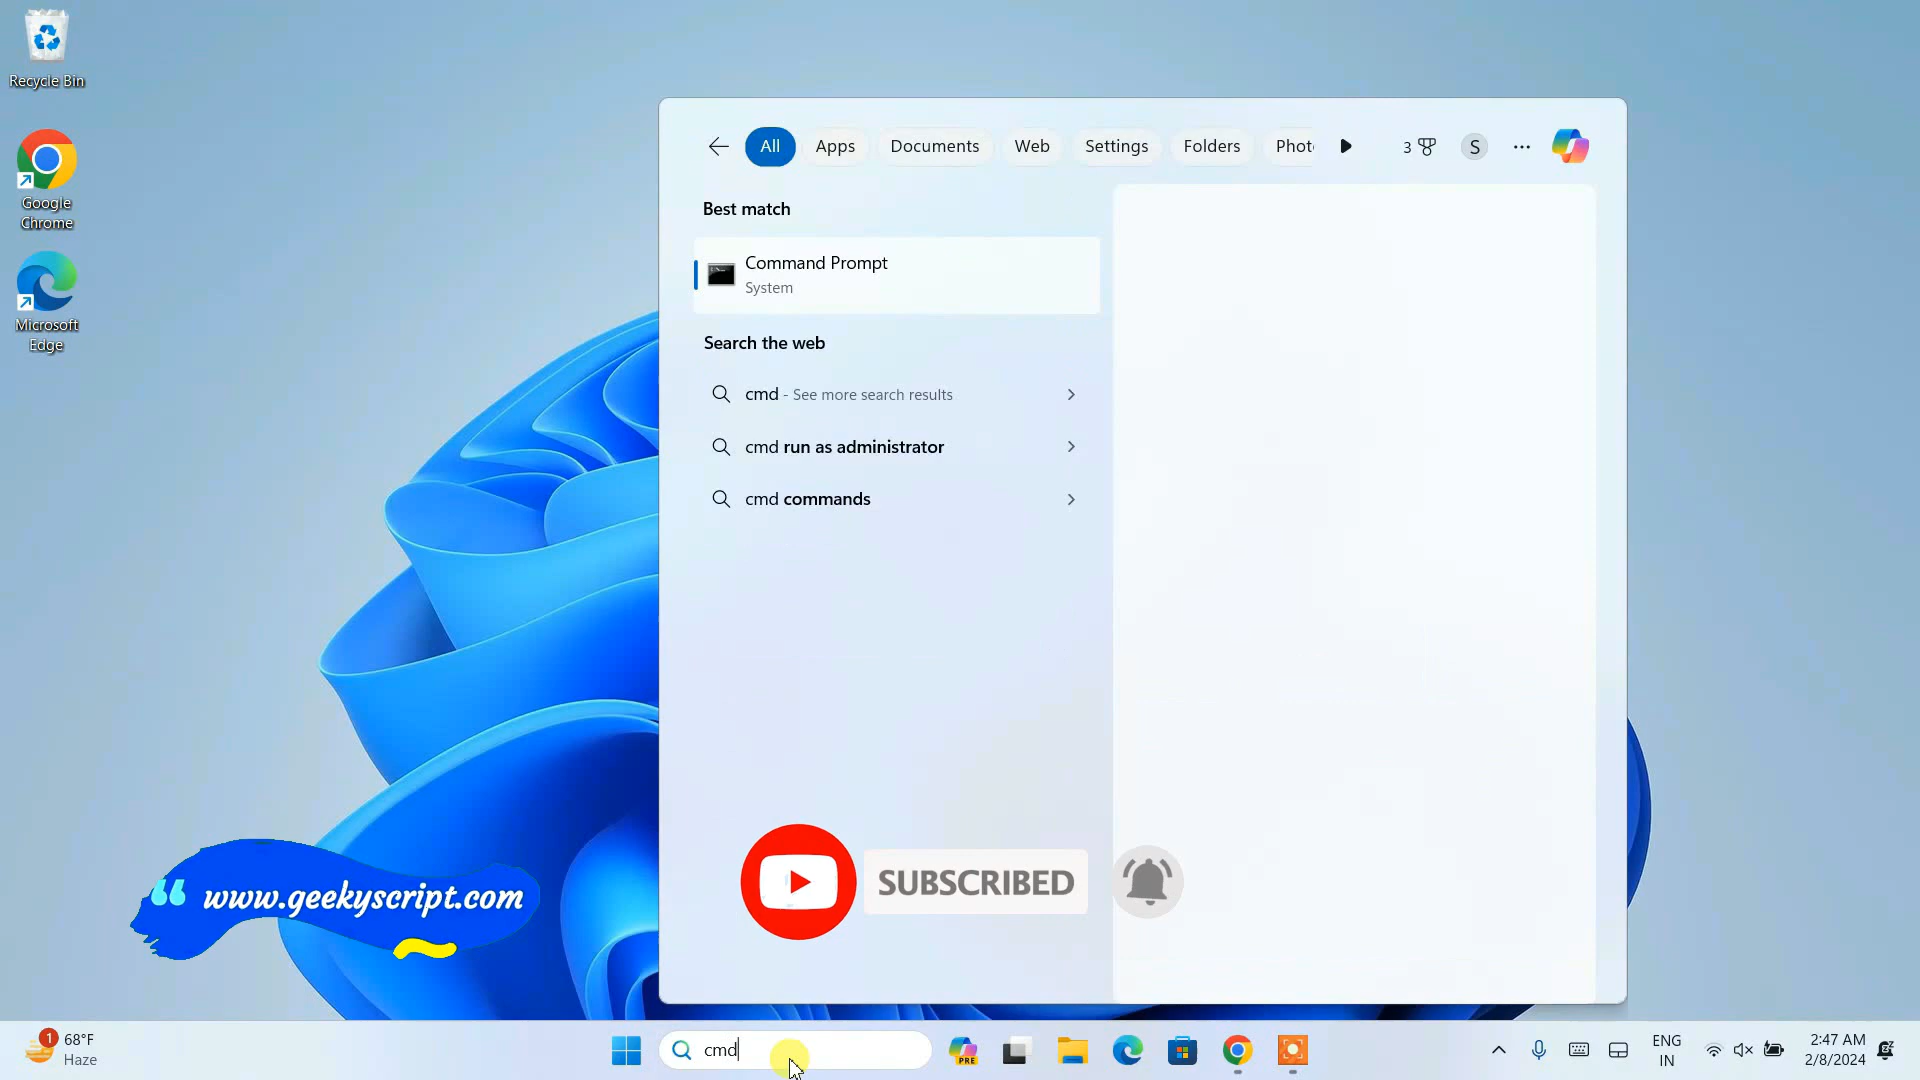 Recycle Bin
Google
Chrome
Microsoft
Edge
All
Apps
Documents
Web
Settings
Folders
Phot
3
S
Best match
Command Prompt
System
Search the web
cmd - See more search results
cmd run as administrator
cmd commands
SUBSCRIBED
www.geekyscript.com
1
68°F
Haze
cmd
PRE
ENG
IN
2:47 AM
2/8/2024